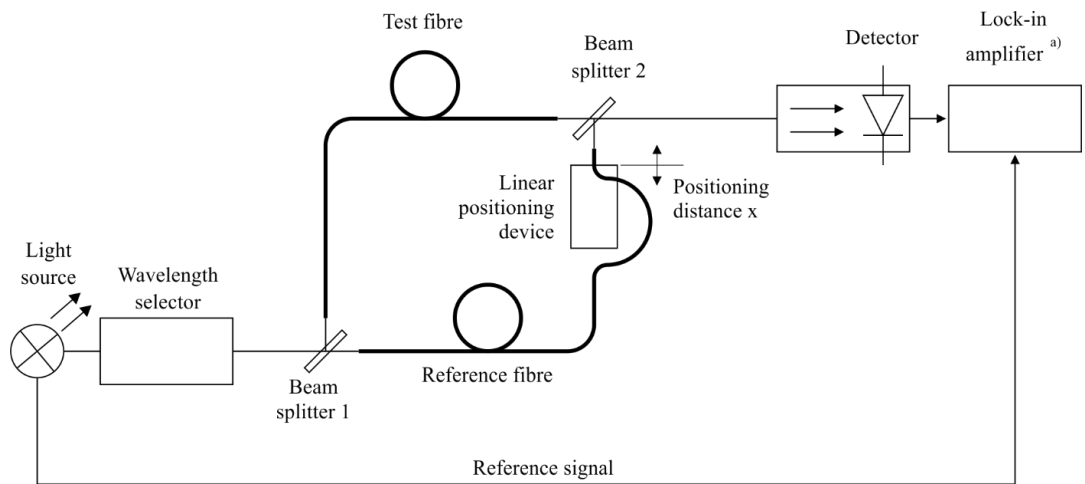 Test fibre
Beam
splitter 2
Detector
Lock-in
amplifier a)
Linear
positioning
device
Positioning
distance x
Light
source
Wavelength
selector
Beam
splitter 1
Reference fibre
Reference signal